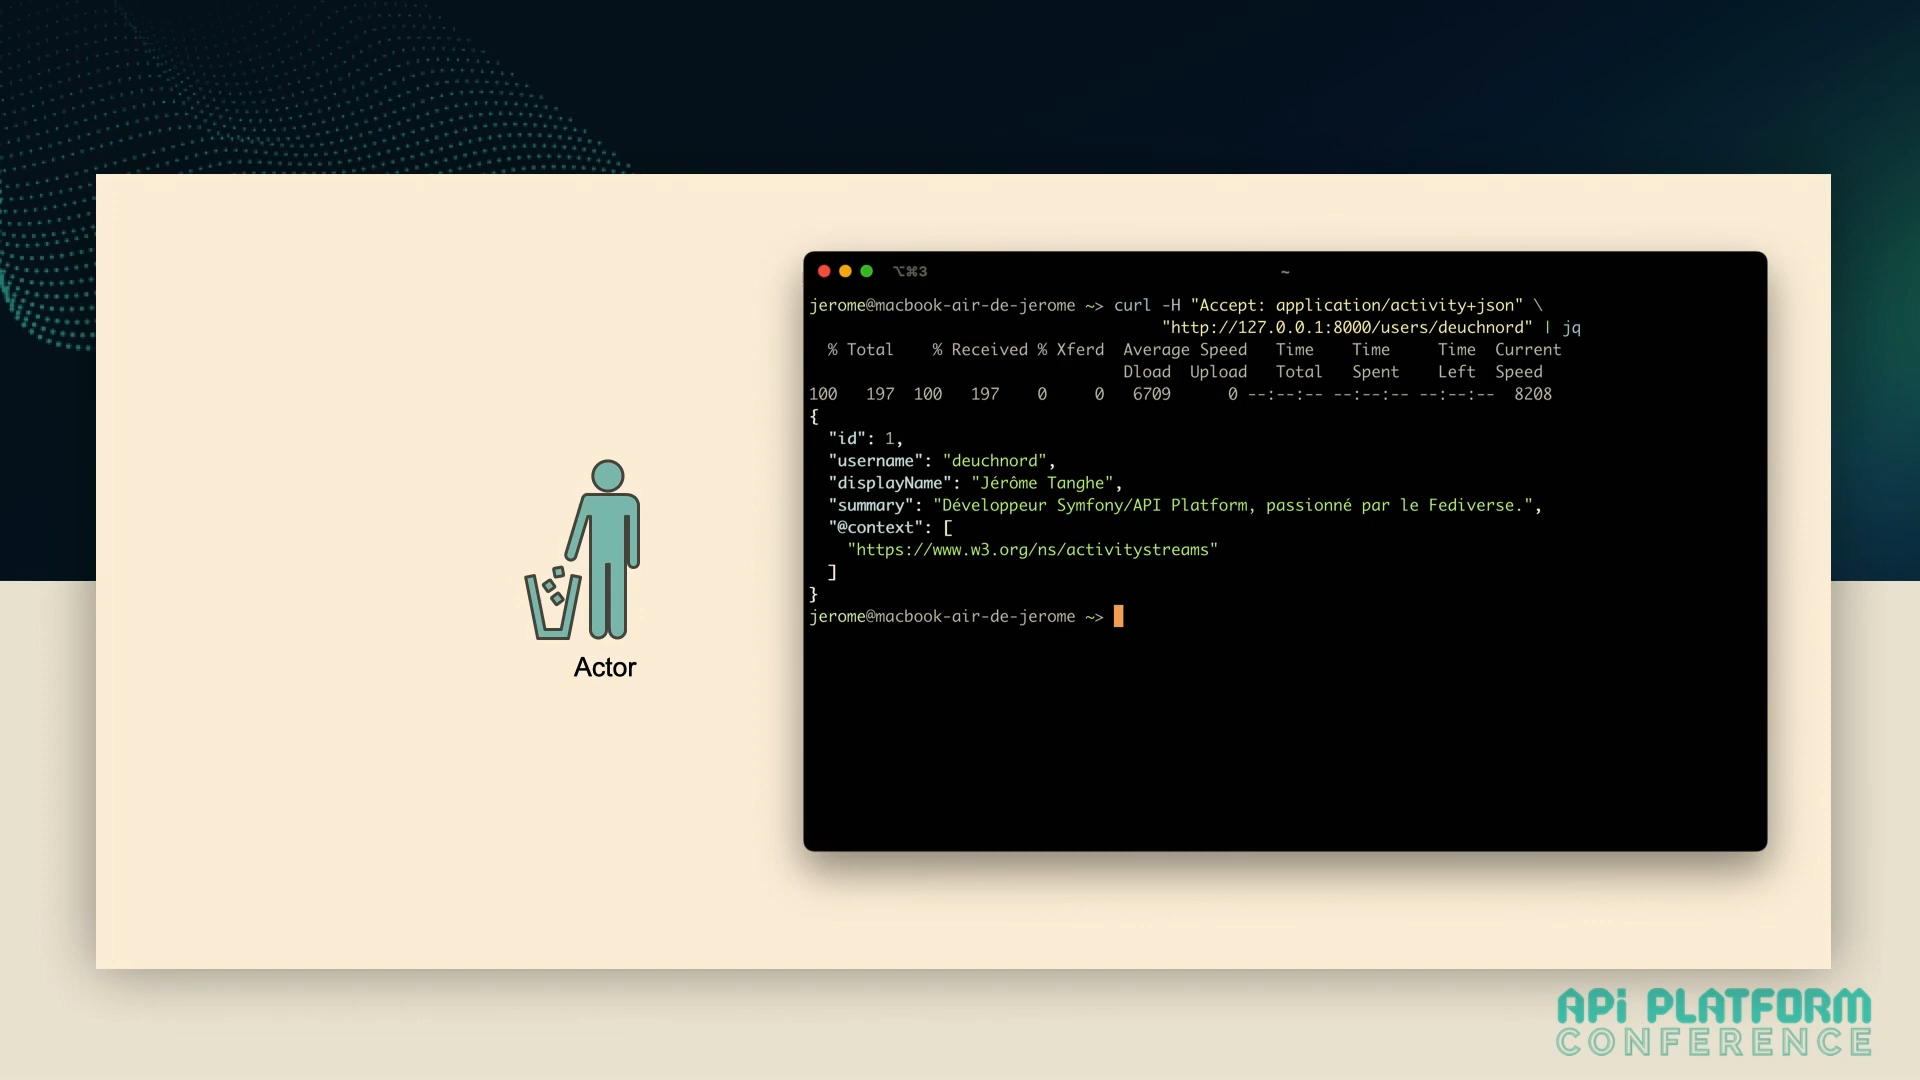 ⌥⌘3
~
jerome@macbook-air-de-jerome ~> curl -H "Accept: application/activity+json" \
"http://127.0.0.1:8000/users/deuchnord" | jq
% Total % Received % Xferd Average Speed Time Time Time Current
Dload Upload Total Spent Left Speed
100 197 100 197 0 0 6709 0 --:--:-- --:--:-- --:--:-- 8208
{
"id": 1,
"username": "deuchnord",
"displayName": "Jérôme Tanghe",
"summary": "Développeur Symfony/API Platform, passionné par le Fediverse.",
"@context": [
"https://www.w3.org/ns/activitystreams"
]
}
jerome@macbook-air-de-jerome ~>
Actor
APi PLATFORM
CONFERENCE